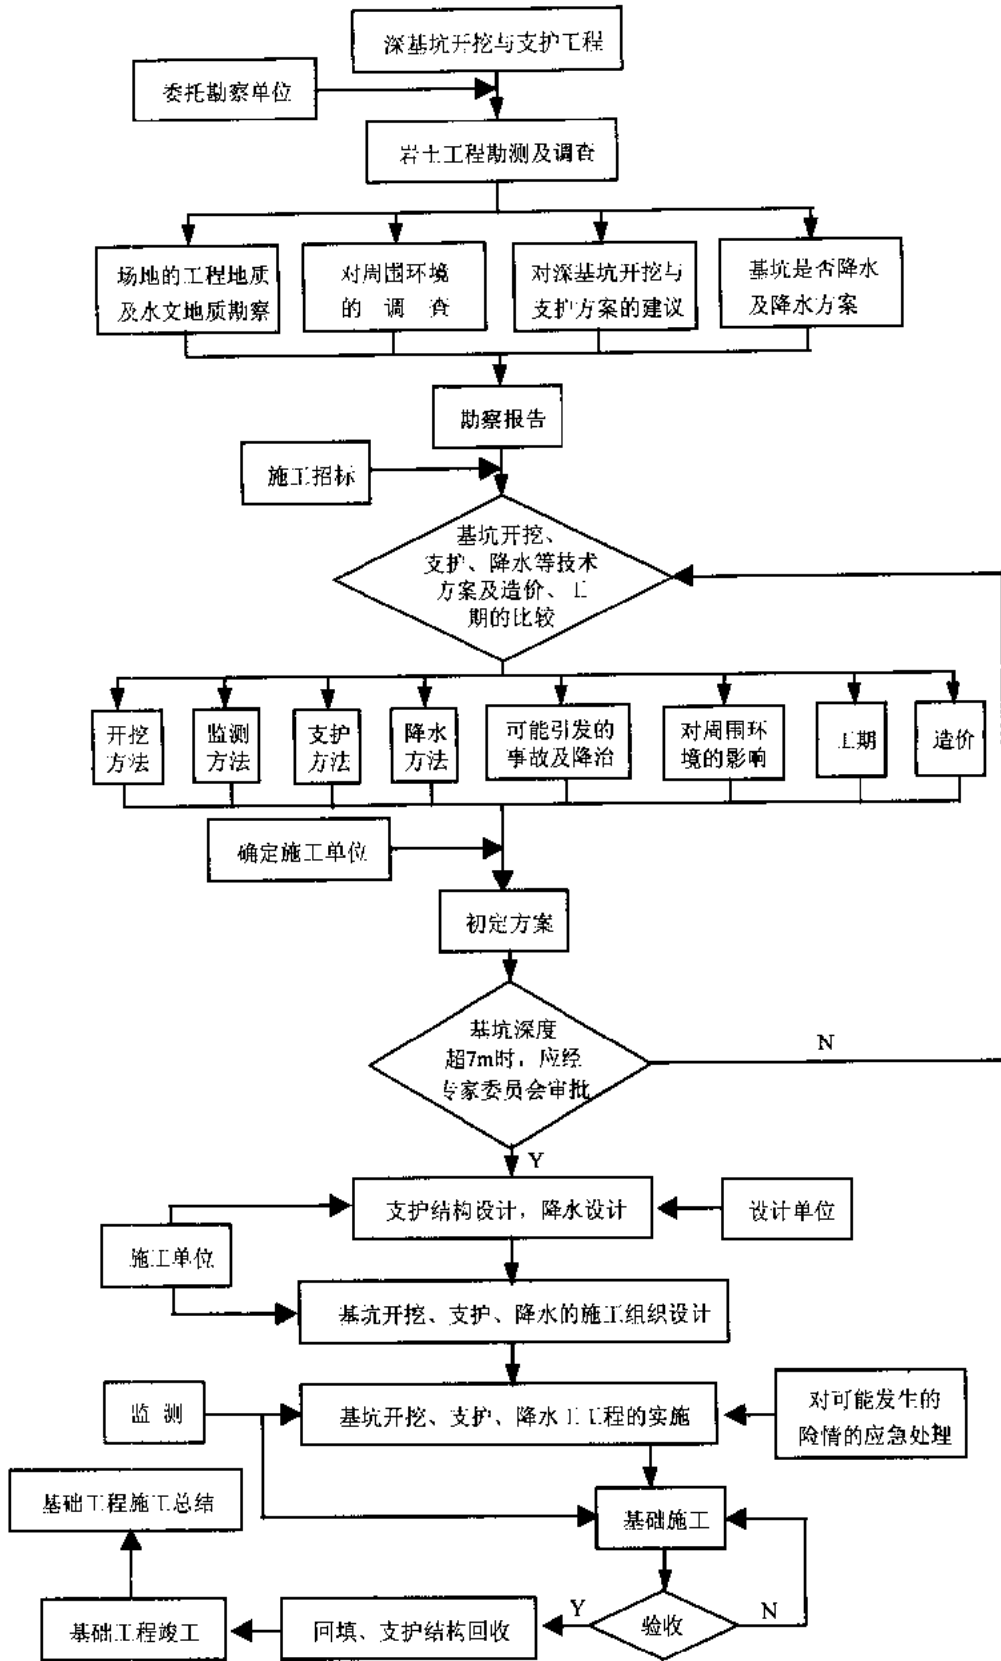 深基坑开挖与支护工程
委托勘察单位
岩土工程勘测及调查
场地的工程地质
及水文地质勘察
对周围环境
的 调 查
对深基坑开挖与
支护方案的建议
基坑是否降水
及降水方案
勘察报告
施工招标
基坑开挖、
支护、降水等技术
方案及造价、工
期的比较
开挖
方法
监测
方法
支护
方法
降水
方法
可能引发的
事故及降治
对周围环
境的影响
工期
造价
确定施工单位
初定方案
基坑深度
超7m时，应经
专家委员会审批
N
Y
支护结构设计，降水设计
设计单位
施工单位
基坑开挖、支护、降水的施工组织设计
监 测
基坑开挖、支护、降水工工程的实施
对可能发生的
险情的应急处理
基础工程施工总结
基础施工
基础工程竣工
回填、支护结构回收
Y
验收
N